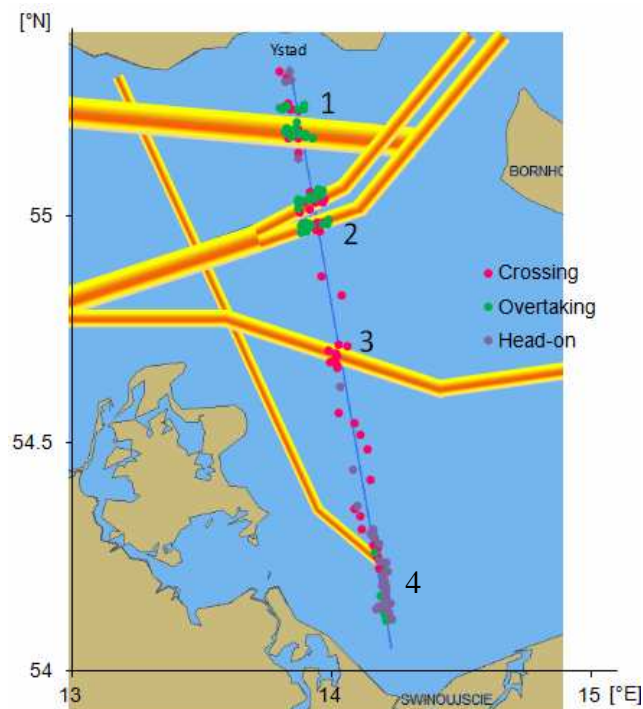 [°N]
Ystad
1
BORNHO
55
2
Crossing
Overtaking
Head-on
3
54.5
4
54
13
14
15
[°E]
SWINOUJSCIE